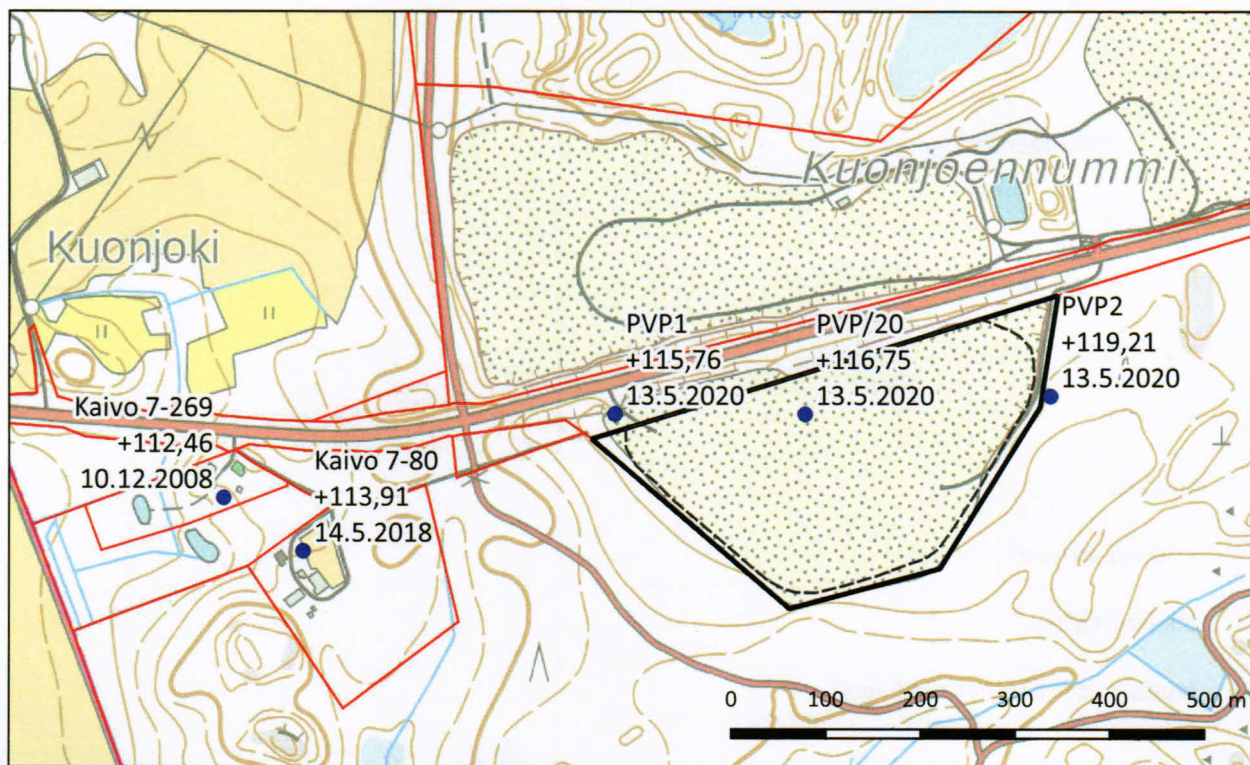 Kuonjoennummi
Kuonjoki
PVP1
+115,76
13.5.2020
PVP/20
+116,75
13.5.2020
PVP2
+119,21
13.5.2020
Kaivo 7-269
+112,46
10.12.2008
Kaivo 7-80
+113,91
14.5.2018
0 100 200 300 400 500 m